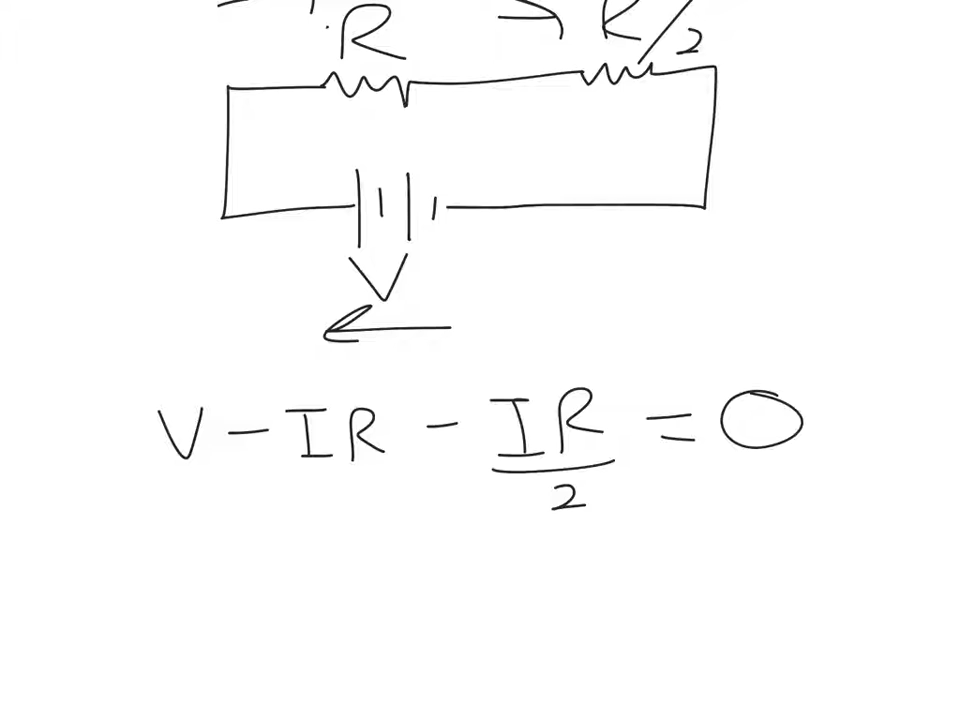 R R/2
V
V - IR - IR/2 = 0